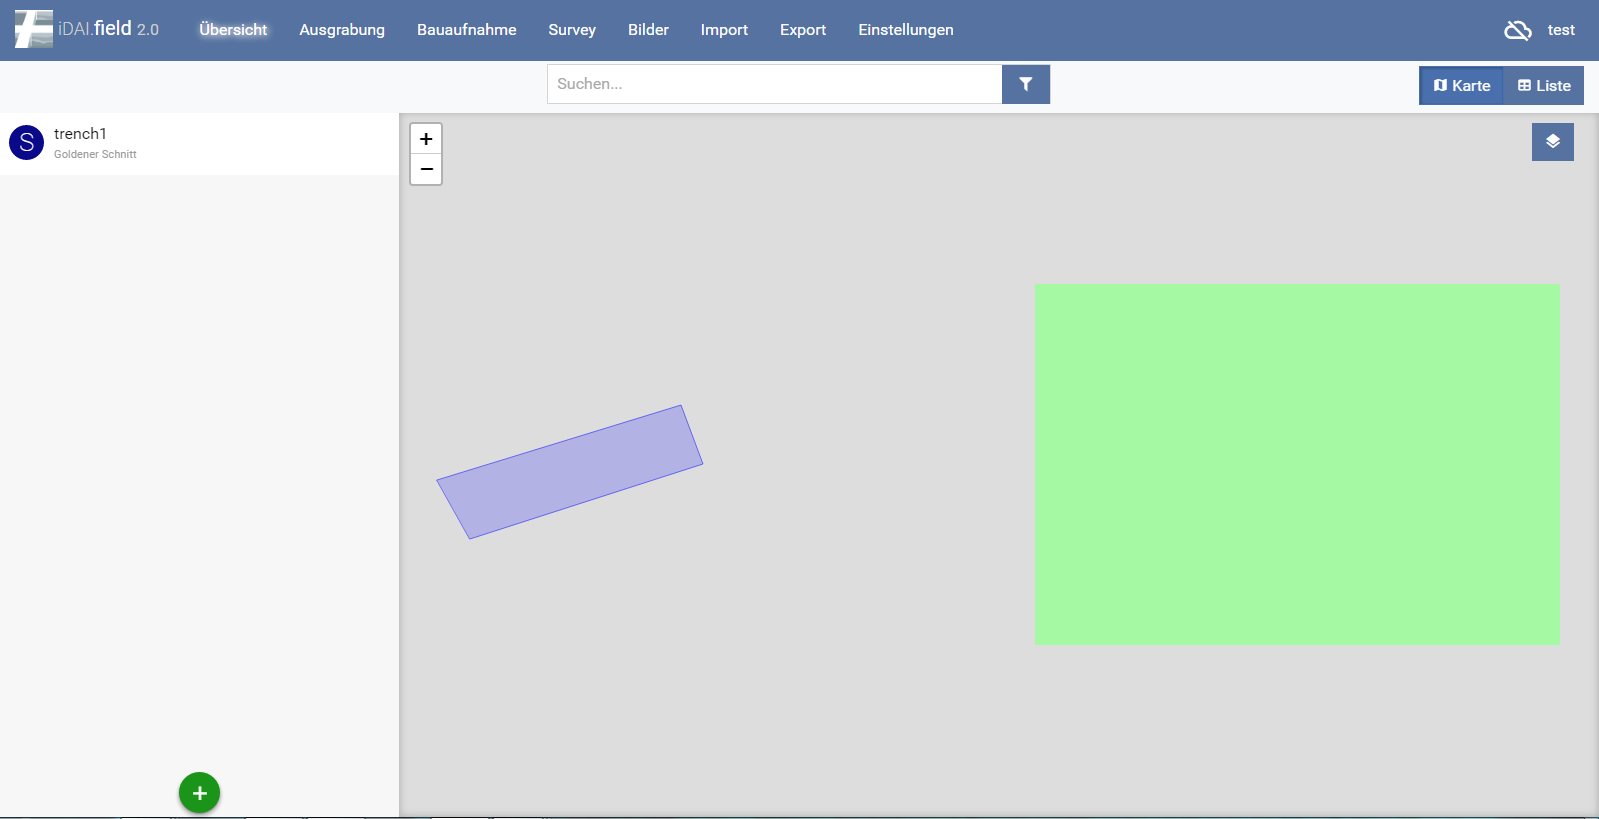 iDAI.field 2.0 Übersicht Ausgrabung Bauaufnahme Survey Bilder Import Export Einstellungen test
Suchen... Karte Liste
S trench1
Goldener Schnitt
+
−
+